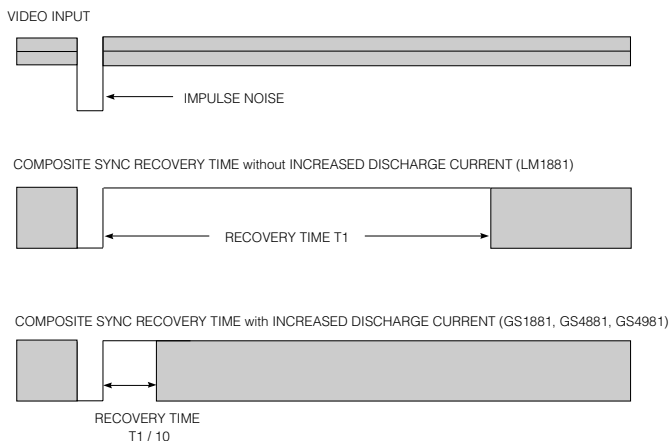 VIDEO INPUT
IMPULSE NOISE
COMPOSITE SYNC RECOVERY TIME without INCREASED DISCHARGE CURRENT (LM1881)
RECOVERY TIME T1
COMPOSITE SYNC RECOVERY TIME with INCREASED DISCHARGE CURRENT (GS1881, GS4881, GS4981)
RECOVERY TIME
T1 / 10